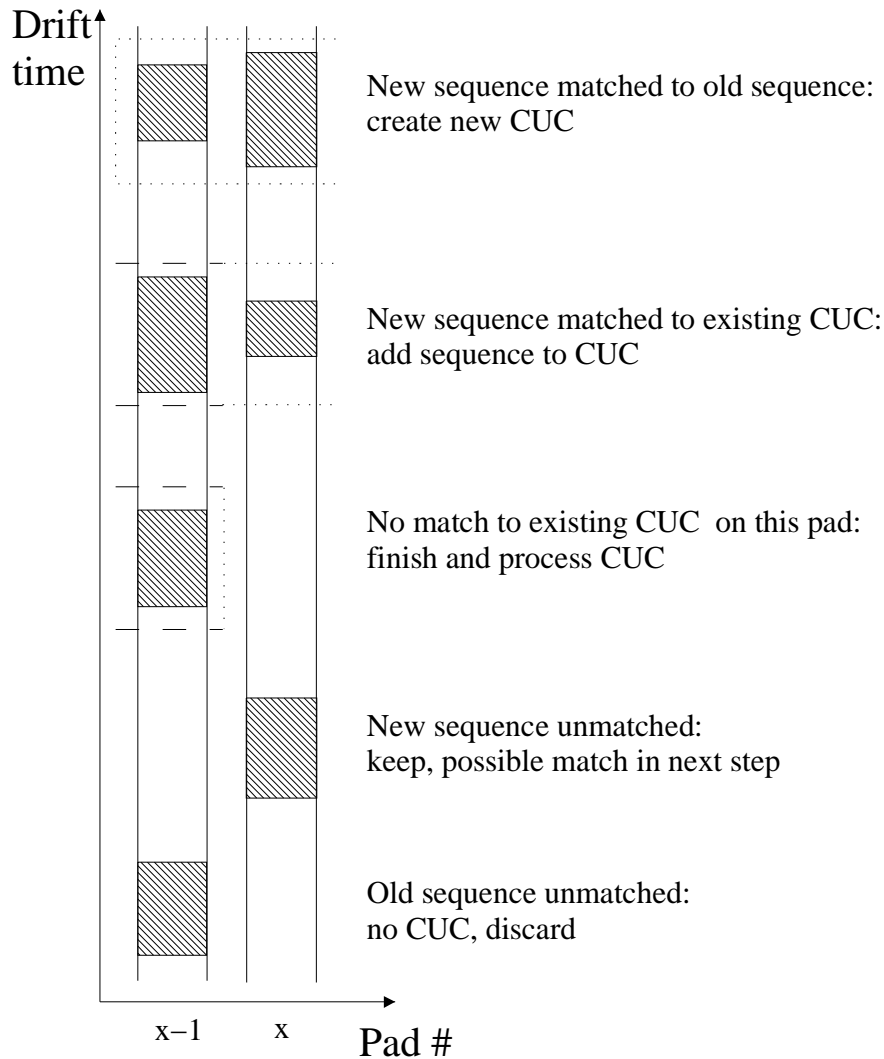 Drift
time
New sequence matched to old sequence:
create new CUC
New sequence matched to existing CUC:
add sequence to CUC
No match to existing CUC on this pad:
finish and process CUC
New sequence unmatched:
keep, possible match in next step
Old sequence unmatched:
no CUC, discard
x−1 x
Pad #